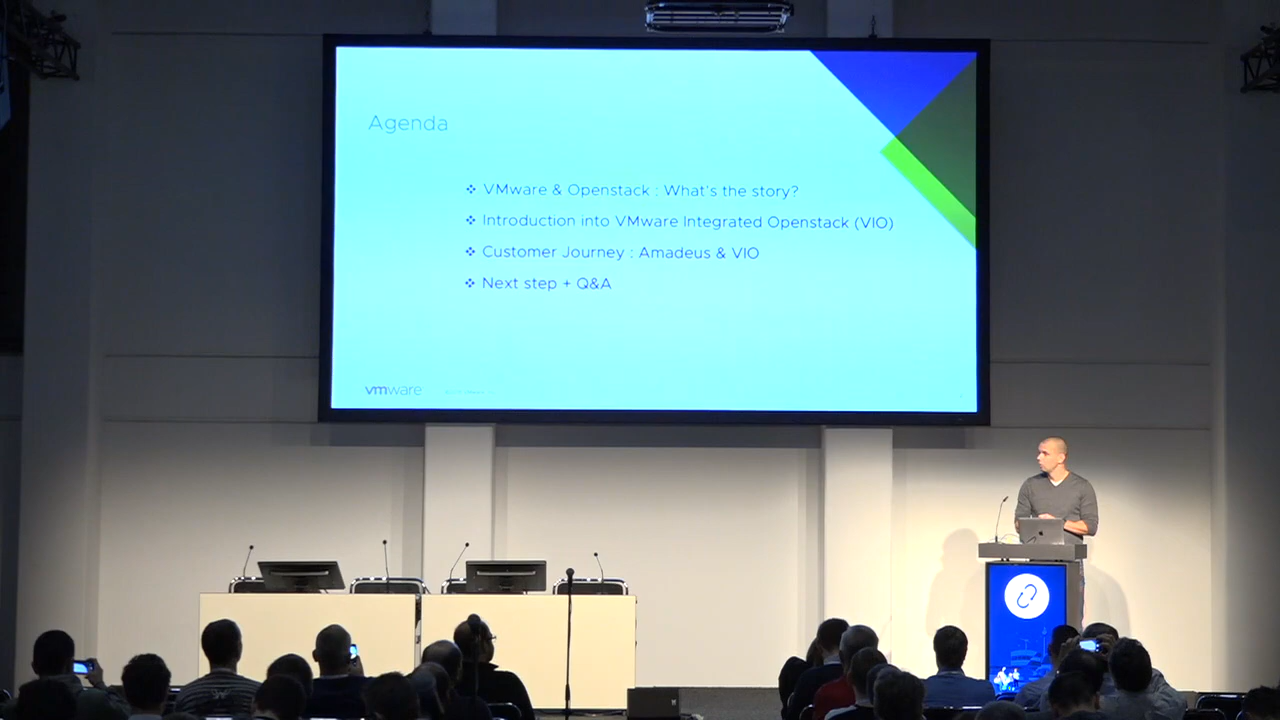 Agenda
❖ VMware & Openstack : What's the story?
❖ Introduction into VMware Integrated Openstack (VIO)
❖ Customer Journey : Amadeus & VIO
❖ Next step + Q&A
vmware